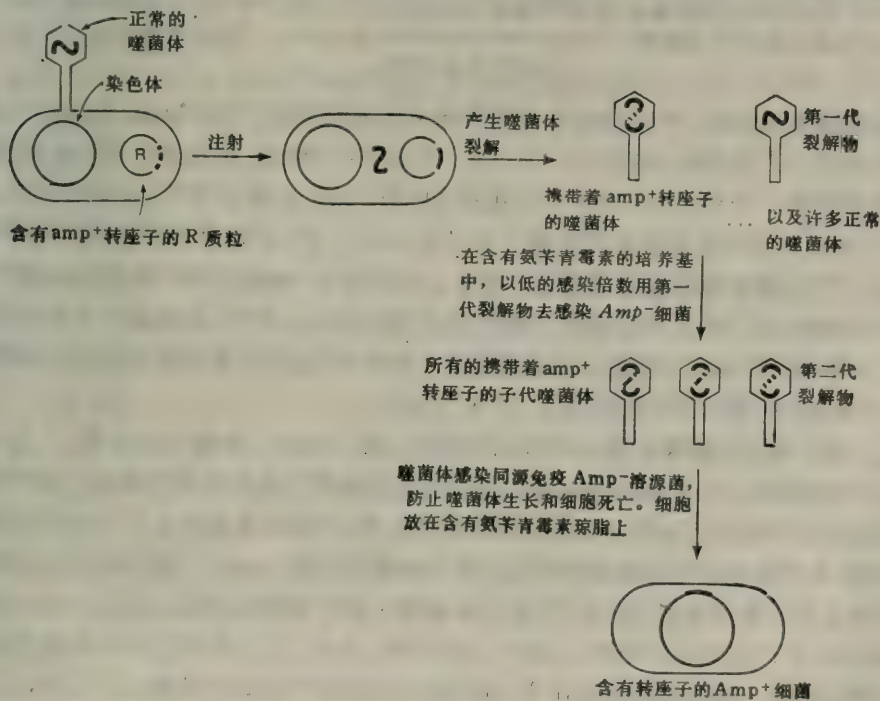 正常的
噬菌体
染色体
R
注射
含有amp⁺转座子的R质粒
产生噬菌体
裂解
携带着amp⁺转座子
的噬菌体
第一代
裂解物
... 以及许多正常
的噬菌体
在含有氨苄青霉素的培养基
中，以低的感染倍数用第一
代裂解物去感染 Amp⁻细菌
所有的携带着amp⁺
转座子的子代噬菌体
第二代
裂解物
噬菌体感染同源免疫 Amp⁻溶源菌，
防止噬菌体生长和细胞死亡。细胞
放在含有氨苄青霉素琼脂上
含有转座子的Amp⁺细菌